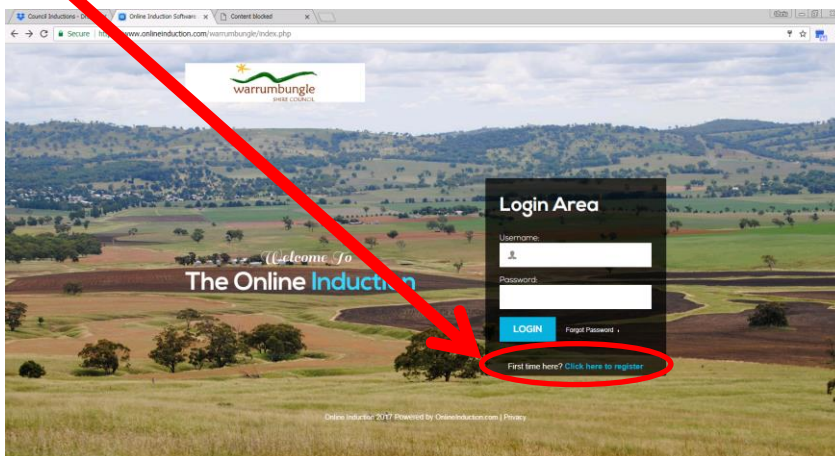 Online Induction Software
Content blocked
Secure
www.onlineinduction.com/warrumbungle/index.php
warrumbungle
SHIRE COUNCIL
Login Area
Username:
Welcome To
The Online Induction
Password:
LOGIN Forgot Password
First time here? Click here to register
Online Induction 2017 Powered by OnlineInduction.com | Privacy